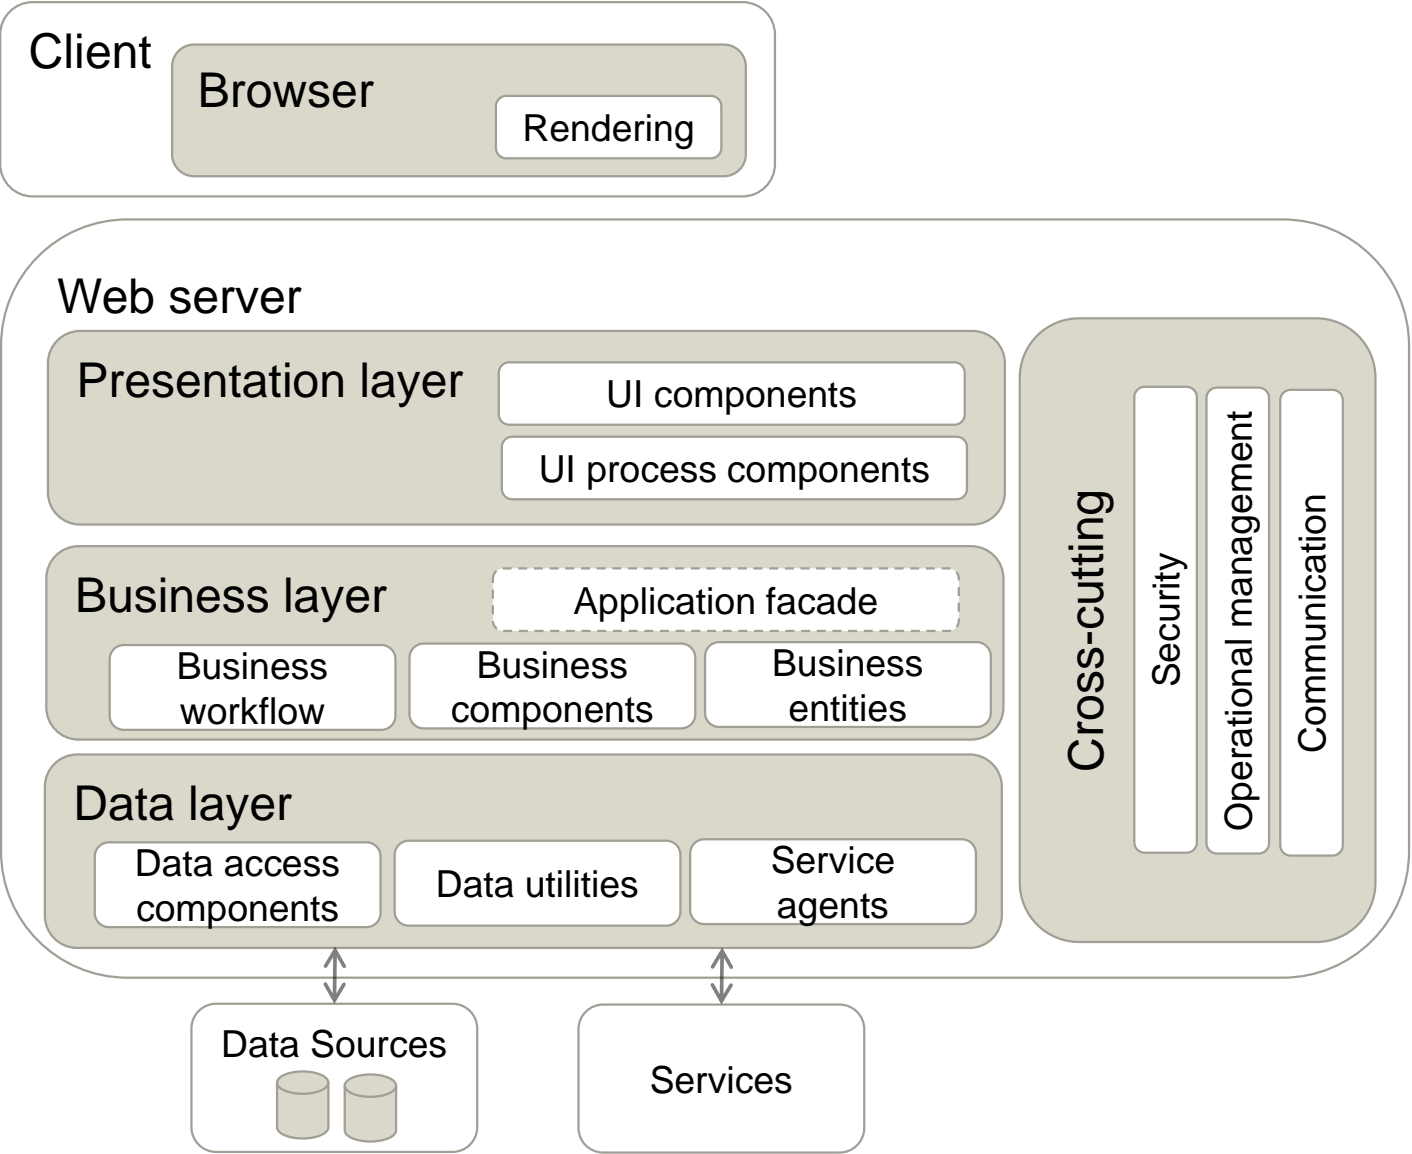 Client
Browser
Rendering
Web server
Presentation layer
UI components
UI process components
Business layer
Application facade
Business
workflow
Business
components
Business
entities
Data layer
Data access
components
Data utilities
Service
agents
Cross-cutting
Security
Operational management
Communication
Data Sources
Services